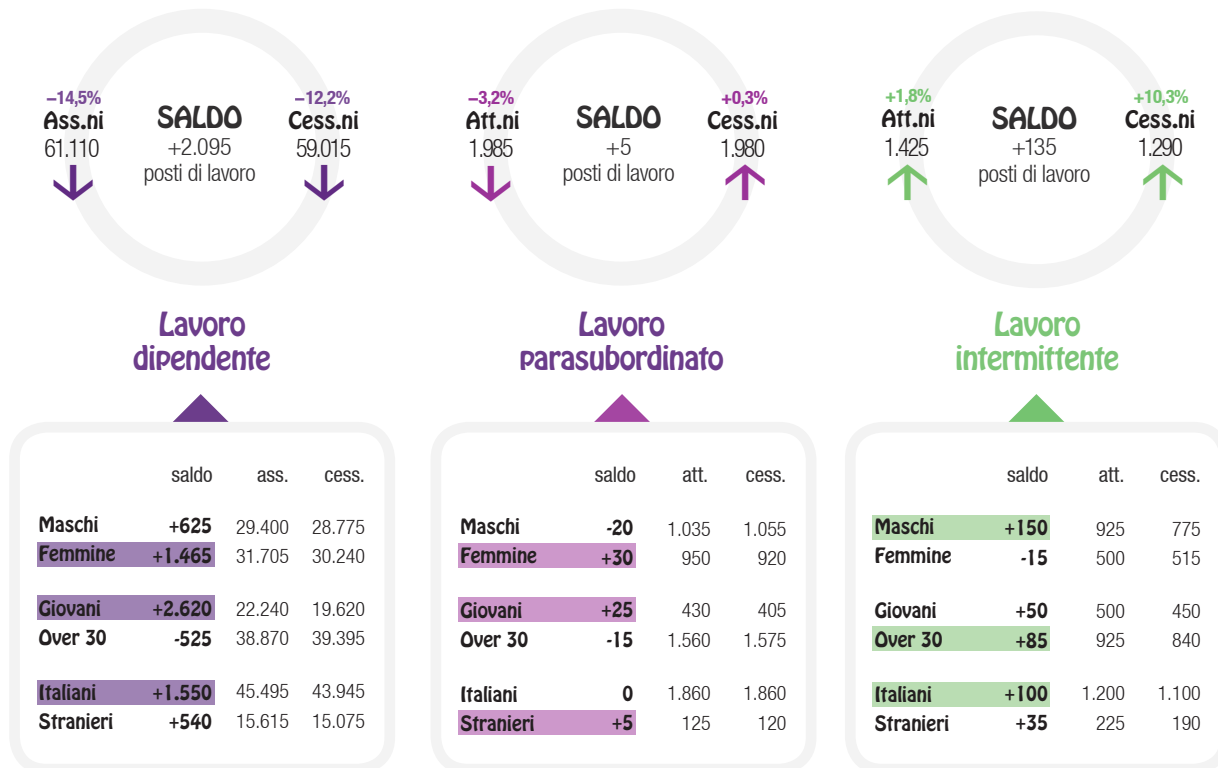 –14,5%
Ass.ni
61.110
SALDO
+2.095
posti di lavoro
–12,2%
Cess.ni
59.015
–3,2%
Att.ni
1.985
SALDO
+5
posti di lavoro
+0,3%
Cess.ni
1.980
+1,8%
Att.ni
1.425
SALDO
+135
posti di lavoro
+10,3%
Cess.ni
1.290
Lavoro
dipendente
Lavoro
parasubordinato
Lavoro
intermittente
saldo ass. cess.
Maschi +625 29.400 28.775
Femmine +1.465 31.705 30.240
Giovani +2.620 22.240 19.620
Over 30 -525 38.870 39.395
Italiani +1.550 45.495 43.945
Stranieri +540 15.615 15.075
saldo att. cess.
Maschi -20 1.035 1.055
Femmine +30 950 920
Giovani +25 430 405
Over 30 -15 1.560 1.575
Italiani 0 1.860 1.860
Stranieri +5 125 120
saldo att. cess.
Maschi +150 925 775
Femmine -15 500 515
Giovani +50 500 450
Over 30 +85 925 840
Italiani +100 1.200 1.100
Stranieri +35 225 190